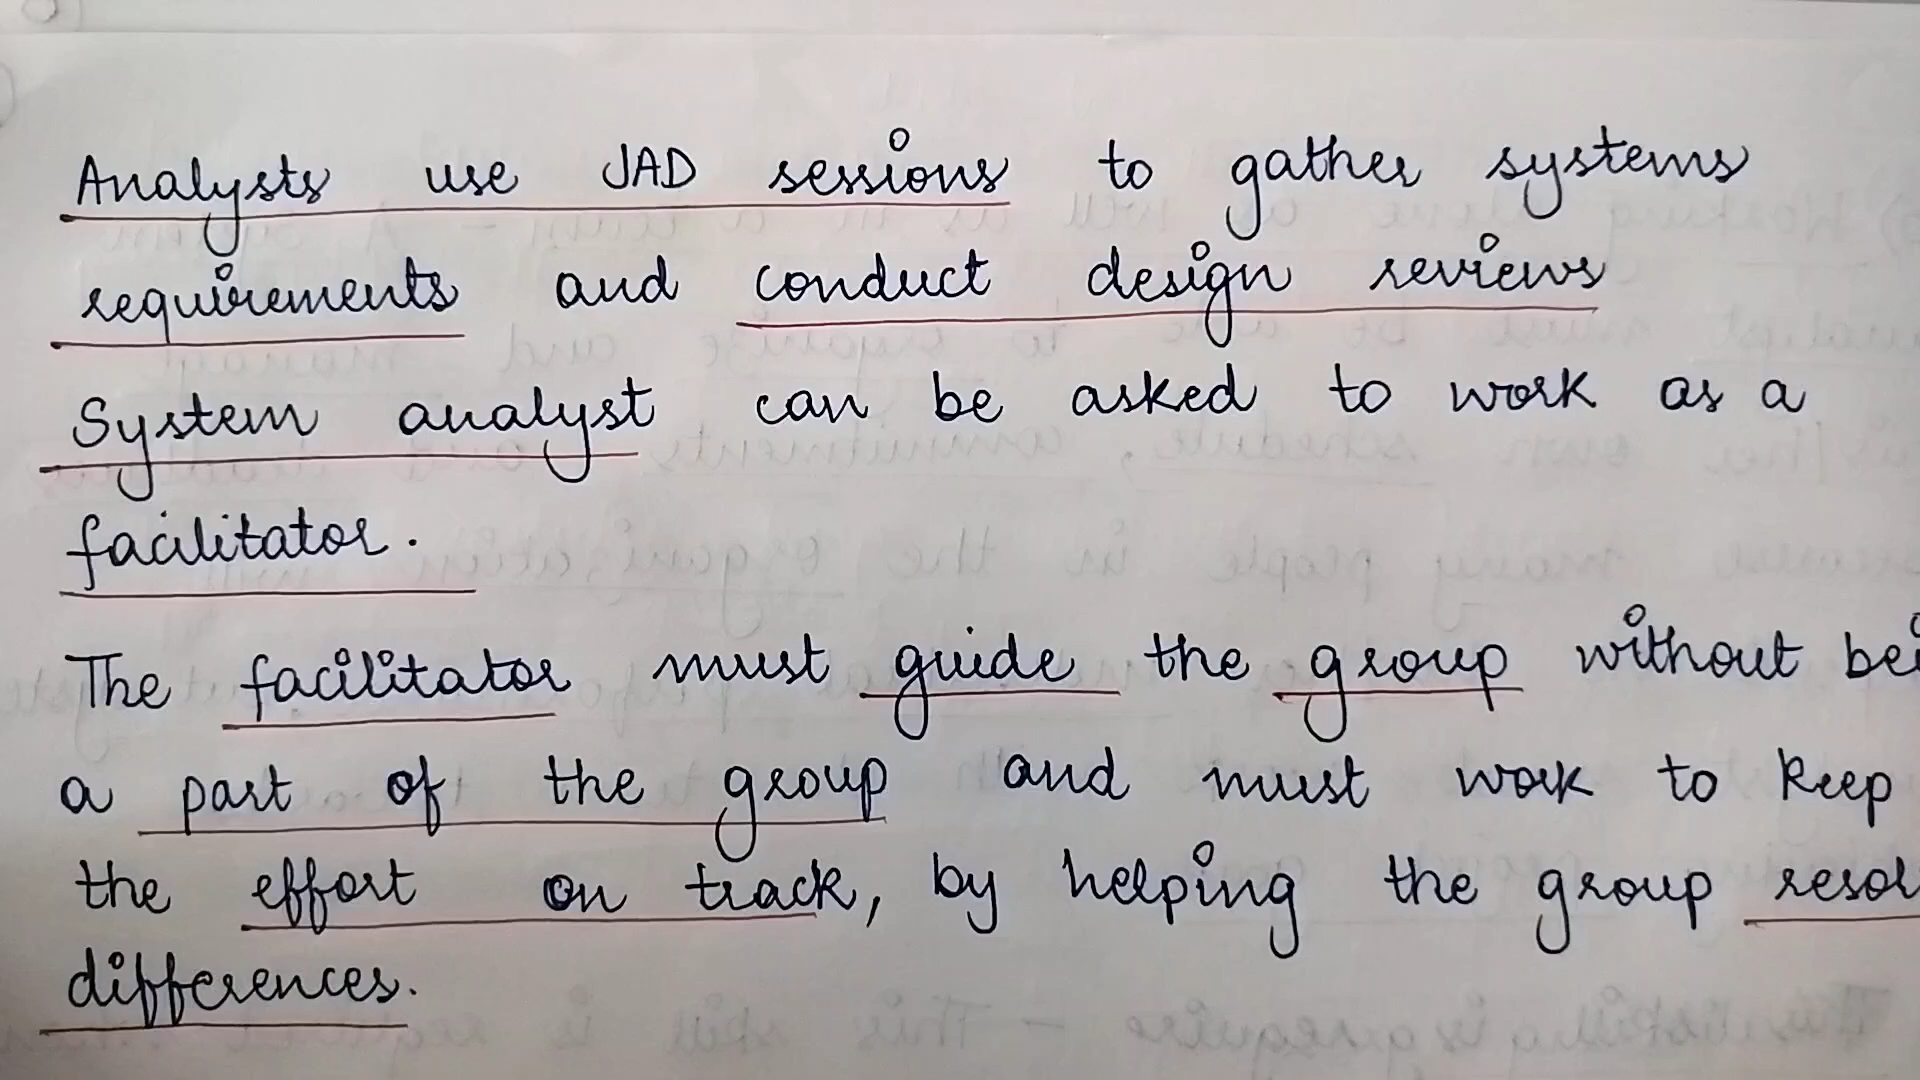 Analysts use JAD sessions to gather systems
requirements and conduct design reviews
System analyst can be asked to work as a
facilitator.
The facilitator must guide the group without bei
a part of the group and must work to keep
the effort on track, by helping the group resol
differences.